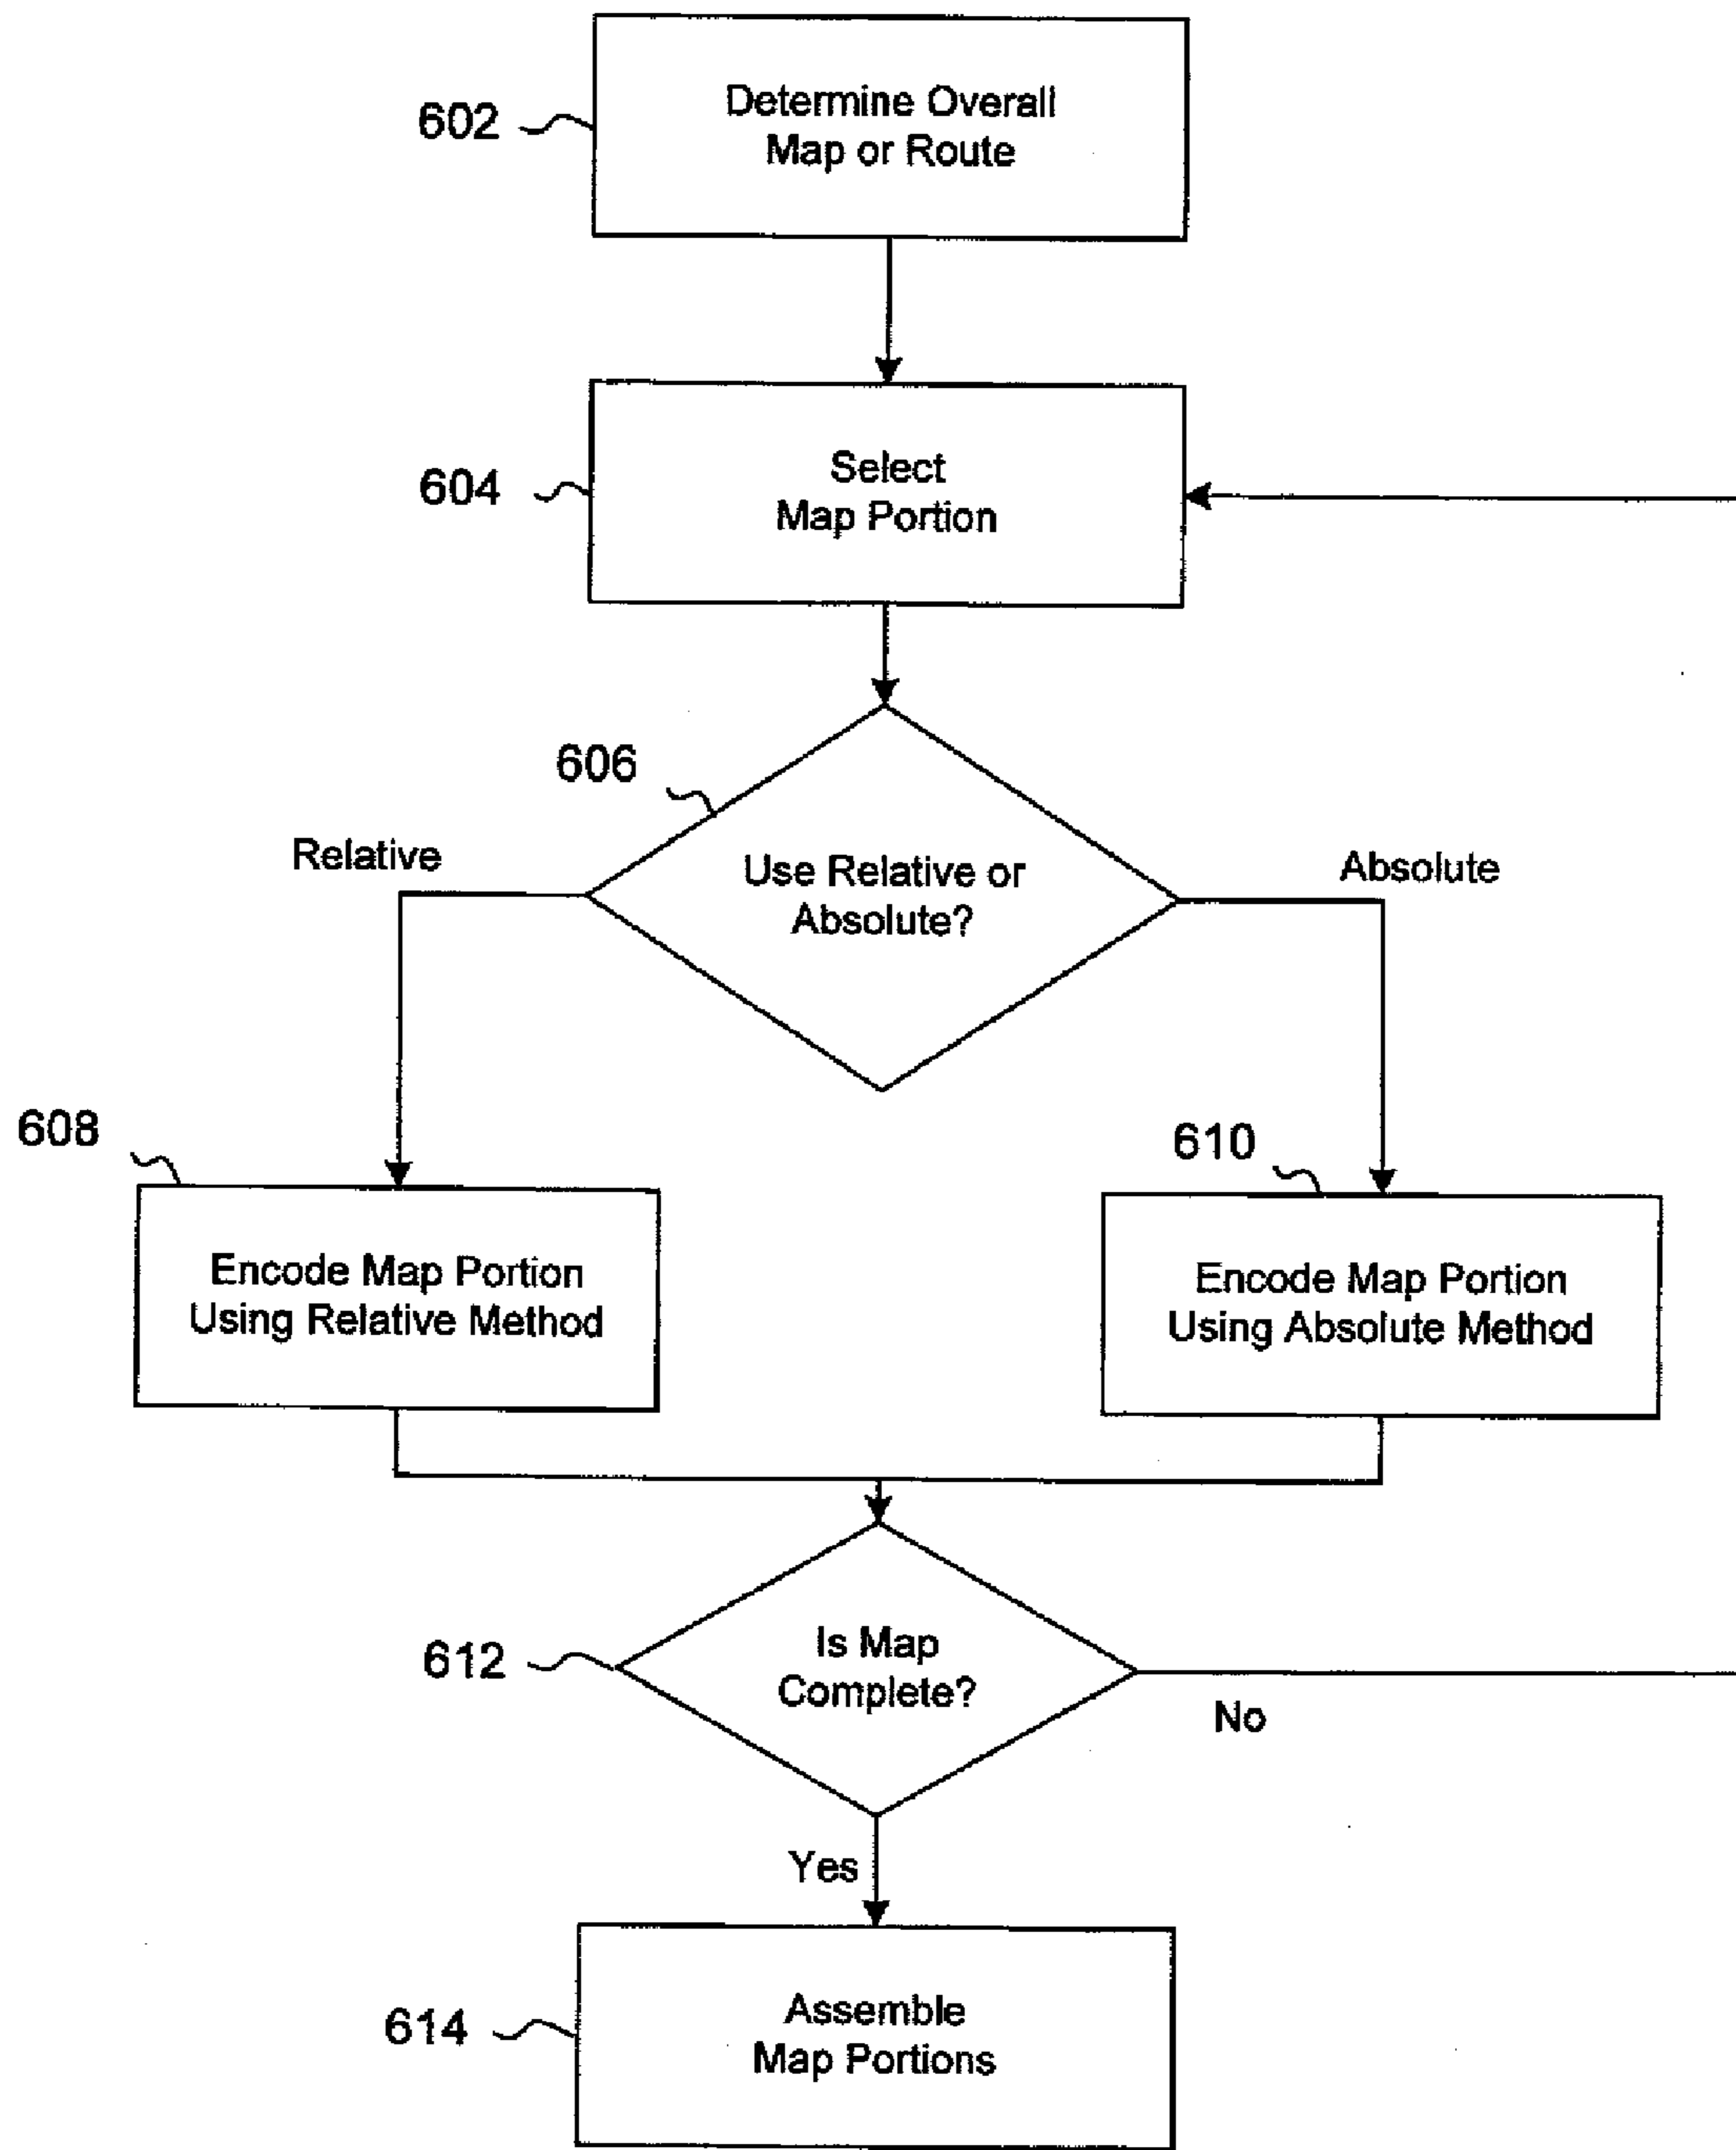 602
Determine Overall
Map or Route
604
Select
Map Portion
606
Use Relative or
Absolute?
Relative
Absolute
608
Encode Map Portion
Using Relative Method
610
Encode Map Portion
Using Absolute Method
612
Is Map
Complete?
No
Yes
614
Assemble
Map Portions